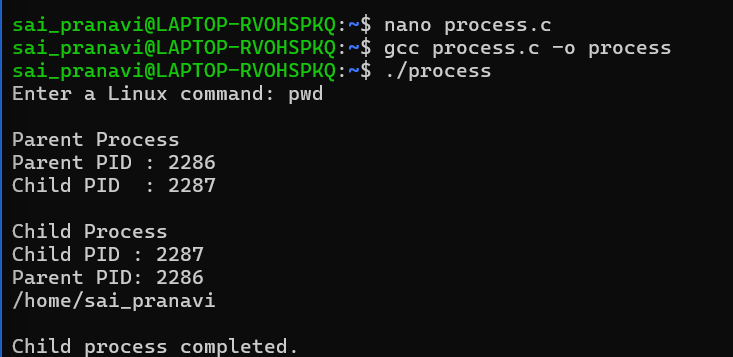 sai_pranavi@LAPTOP-RVOHSPKQ:~$ nano process.c
sai_pranavi@LAPTOP-RVOHSPKQ:~$ gcc process.c -o process
sai_pranavi@LAPTOP-RVOHSPKQ:~$ ./process
Enter a Linux command: pwd

Parent Process
Parent PID : 2286
Child PID  : 2287

Child Process
Child PID : 2287
Parent PID: 2286
/home/sai_pranavi

Child process completed.